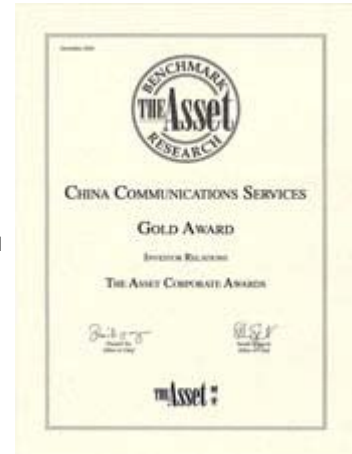 BENCHMARK
THE Asset
RESEARCH
CHINA COMMUNICATIONS SERVICES
GOLD AWARD
INVESTOR RELATIONS
THE ASSET CORPORATE AWARDS
THE Asset